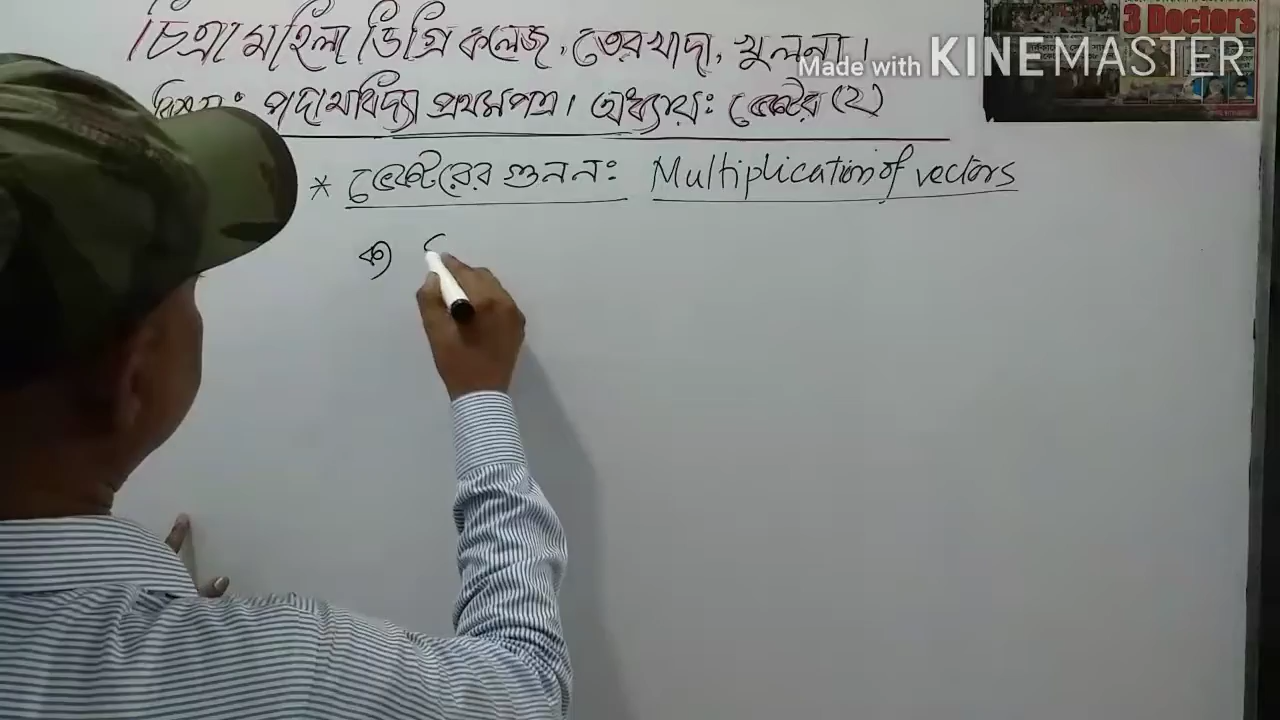 চিত্রা মহিলা ডিগ্রি কলেজ, তেরখাদা, খুলনা।
Made with KINEMASTER
3 Doctors
বিষয়ঃ পদার্থবিদ্যা প্রথমপত্র। অধ্যায়ঃ ভেক্টর (২)
* ভেক্টরের গুননঃ Multiplication of vectors
ক)